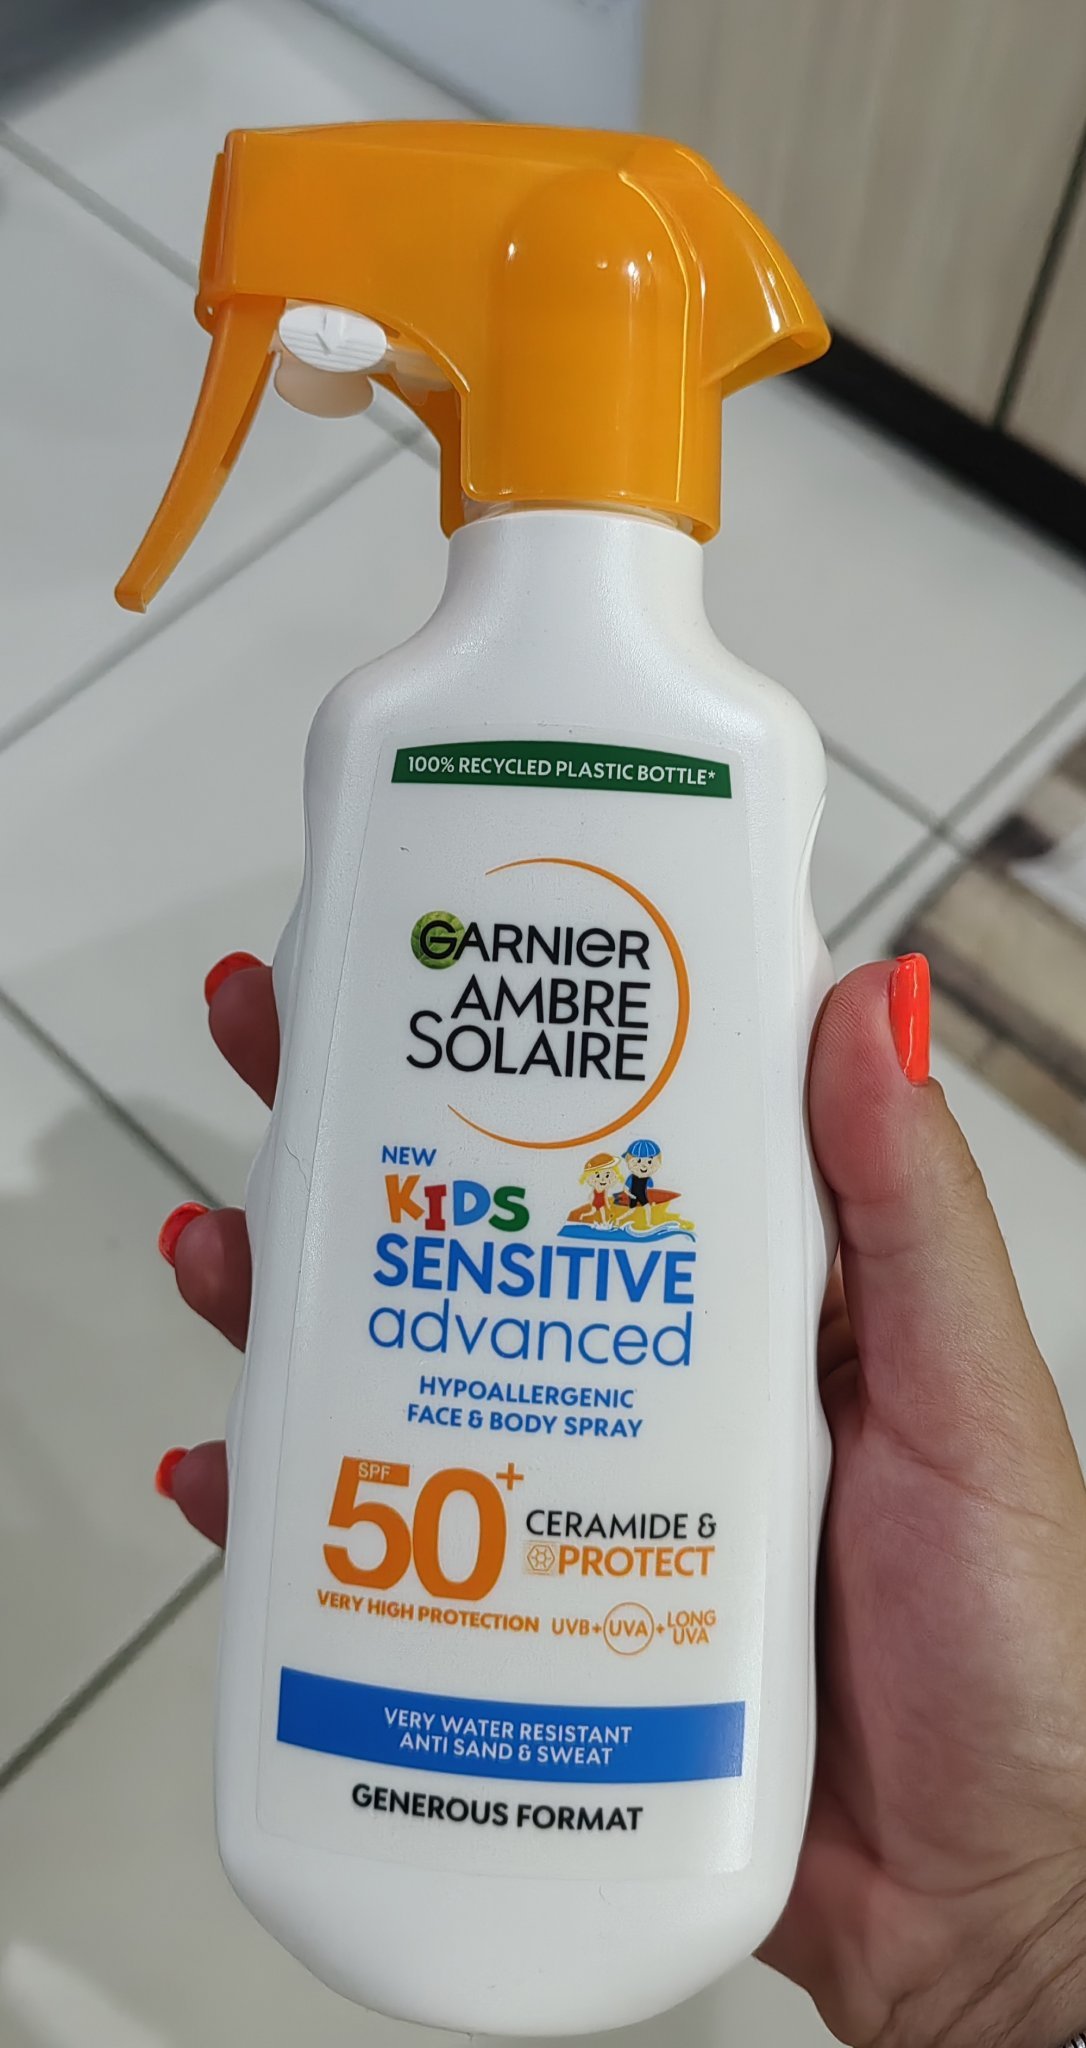 100% RECYCLED PLASTIC BOTTLE*
GARNIER
AMBRE
SOLAIRE
NEW
KIDS
SENSITIVE
advanced
HYPOALLERGENIC
FACE & BODY SPRAY
SPF
50+
CERAMIDE &
PROTECT
VERY HIGH PROTECTION
UVB+UVA+LONG UVA
VERY WATER RESISTANT
ANTI SAND & SWEAT
GENEROUS FORMAT